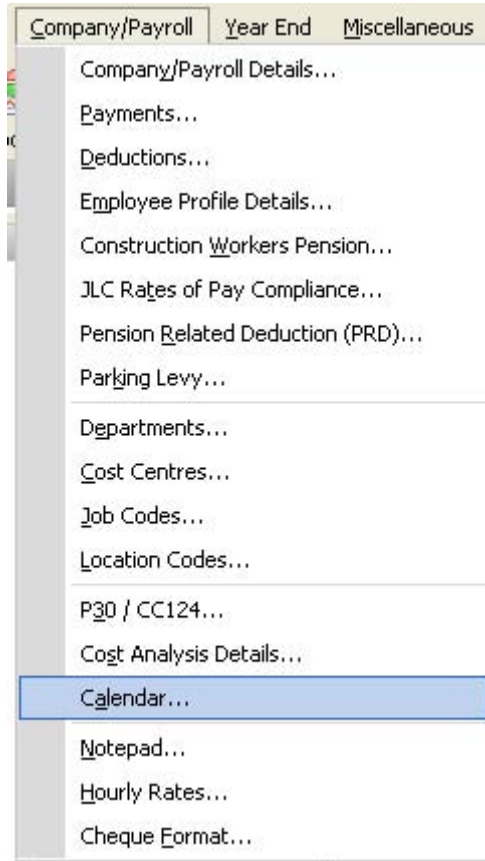 Company/Payroll Year End Miscellaneous
Company/Payroll Details...
Payments...
Deductions...
Employee Profile Details...
Construction Workers Pension...
JLC Rates of Pay Compliance...
Pension Related Deduction (PRD)...
Parking Levy...
Departments...
Cost Centres...
Job Codes...
Location Codes...
P30 / CC124...
Cost Analysis Details...
Calendar...
Notepad...
Hourly Rates...
Cheque Format...